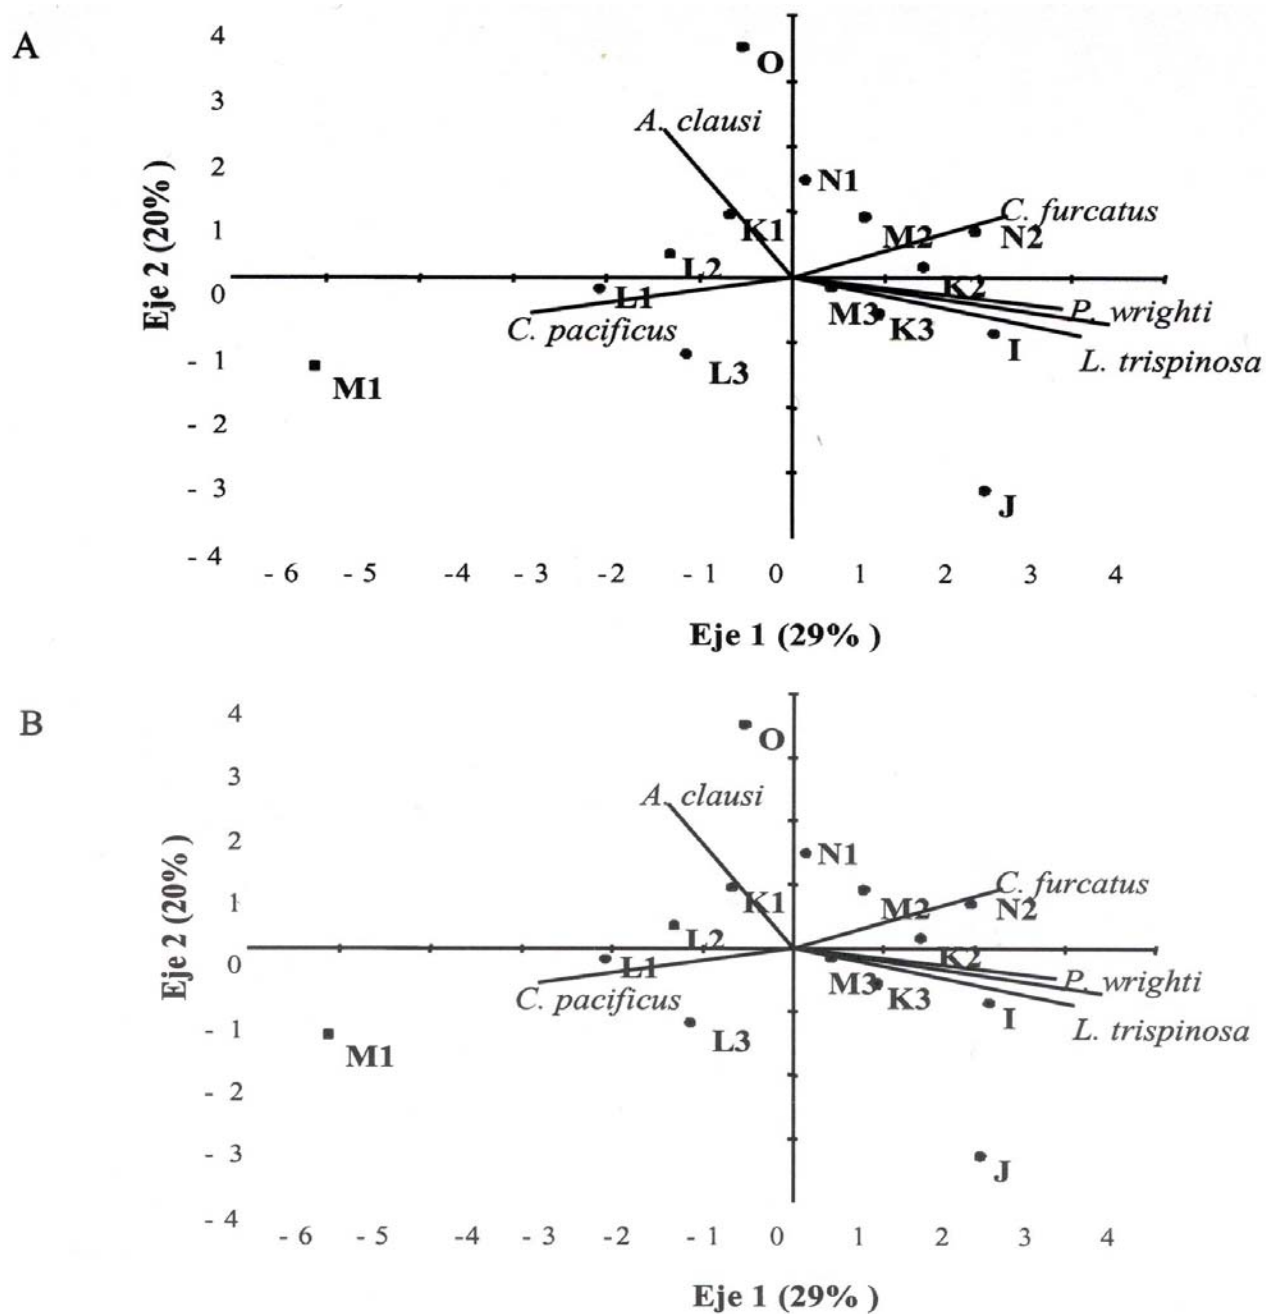 A
4
O
3
A. clausi
2
N1
C. furcatus
1
K1
M2
N2
L2
K2
0
L1
M3
K3
P. wrighti
C. pacificus
I
- 1
L. trispinosa
M1
L3
- 2
- 3
J
- 4
Eje 2 (20% )
- 6 - 5 -4 - 3 -2 - 1 0 1 2 3 4
Eje 1 (29% )
B
4
O
3
A. clausi
2
N1
C. furcatus
1
K1
M2
N2
L2
K2
0
L1
M3
K3
P. wrighti
C. pacificus
I
- 1
L. trispinosa
M1
L3
- 2
- 3
J
- 4
Eje 2 (20% )
- 6 - 5 -4 - 3 -2 - 1 0 1 2 3 4
Eje 1 (29% )